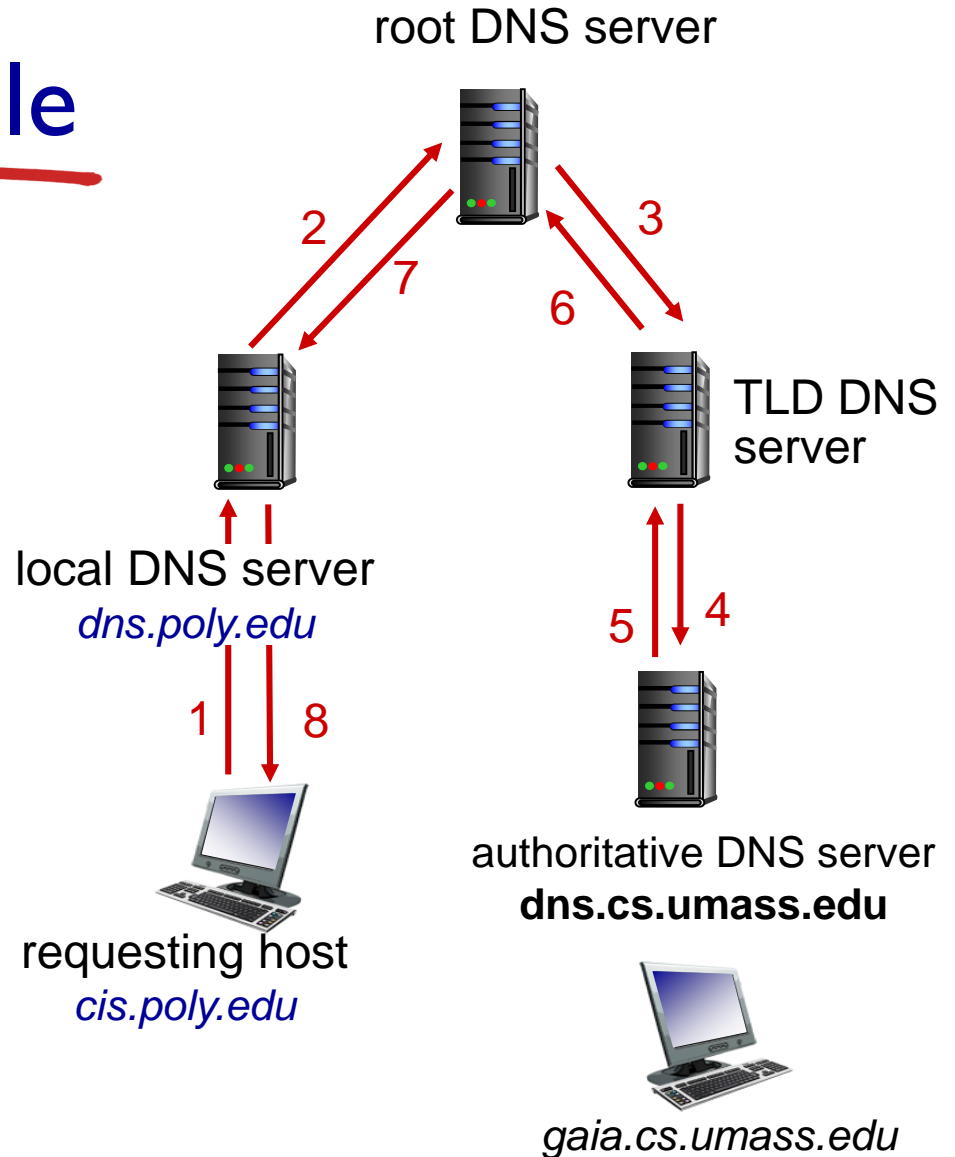 root DNS server
le
2
3
7
6
TLD DNS
server
local DNS server
dns.poly.edu
5
4
1
8
authoritative DNS server
dns.cs.umass.edu
requesting host
cis.poly.edu
gaia.cs.umass.edu